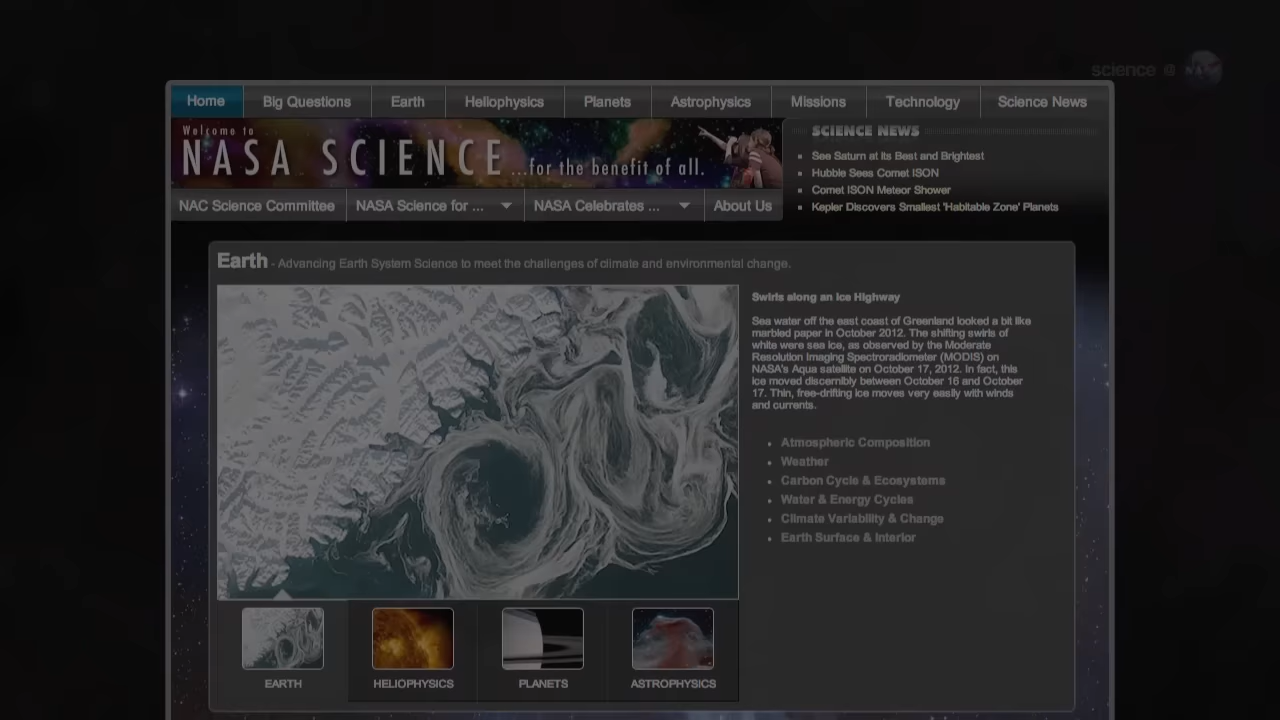 science @ NASA
Home Big Questions Earth Heliophysics Planets Astrophysics Missions Technology Science News
Welcome to
NASA SCIENCE ...for the benefit of all.
SCIENCE NEWS
See Saturn at its Best and Brightest
Hubble Sees Comet ISON
Comet ISON Meteor Shower
Kepler Discovers Smallest 'Habitable Zone' Planets
NAC Science Committee NASA Science for ... NASA Celebrates ... About Us
Earth - Advancing Earth System Science to meet the challenges of climate and environmental change.
Swirls along an Ice Highway
Sea water off the east coast of Greenland looked a bit like
marbled paper in October 2012. The shifting swirls of
white were sea ice, as observed by the Moderate
Resolution Imaging Spectroradiometer (MODIS) on
NASA's Aqua satellite on October 17, 2012. In fact, this
ice moved discernibly between October 16 and October
17. Thin, free-drifting ice moves very easily with winds
and currents.
Atmospheric Composition
Weather
Carbon Cycle & Ecosystems
Water & Energy Cycles
Climate Variability & Change
Earth Surface & Interior
EARTH HELIOPHYSICS PLANETS ASTROPHYSICS